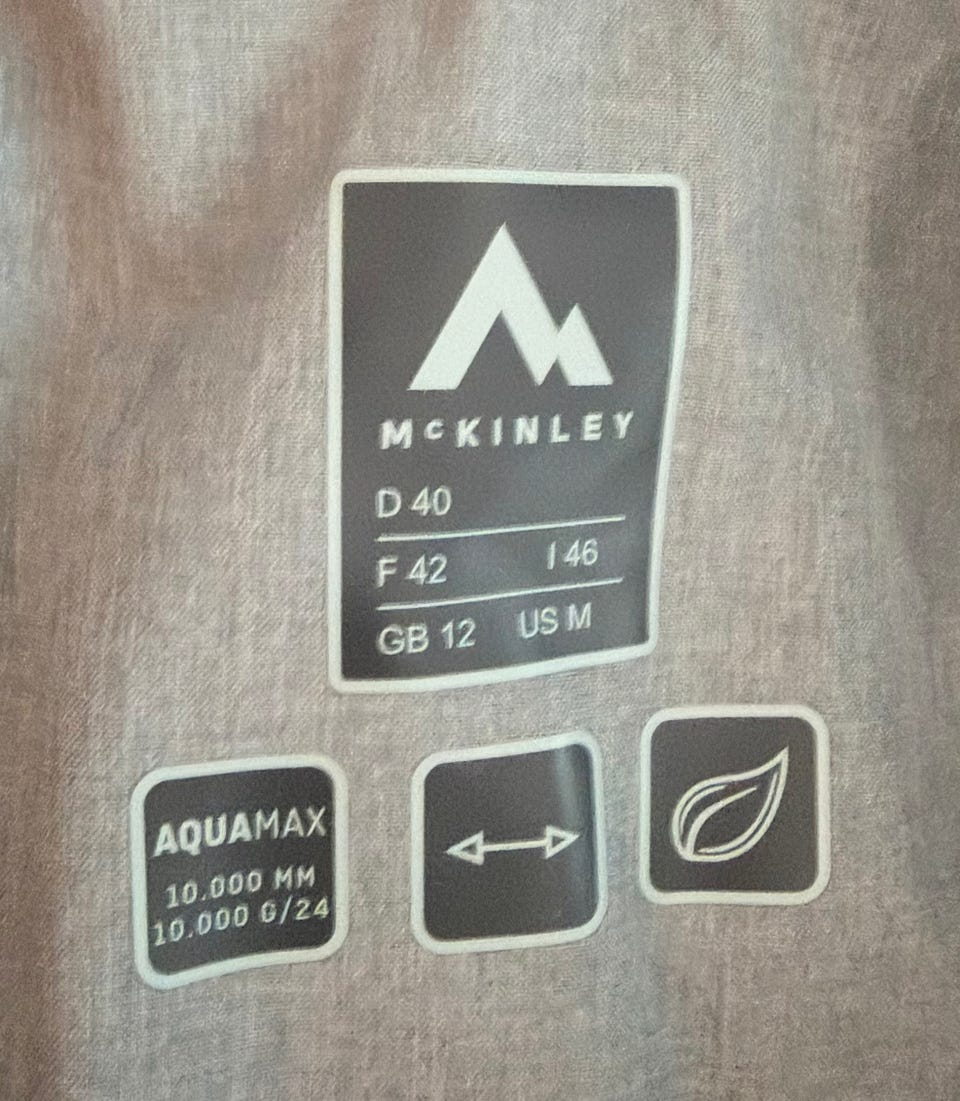 McKINLEY
D 40
F 42 I 46
GB 12 US M
AQUAMAX
10.000 MM
10.000 G/24